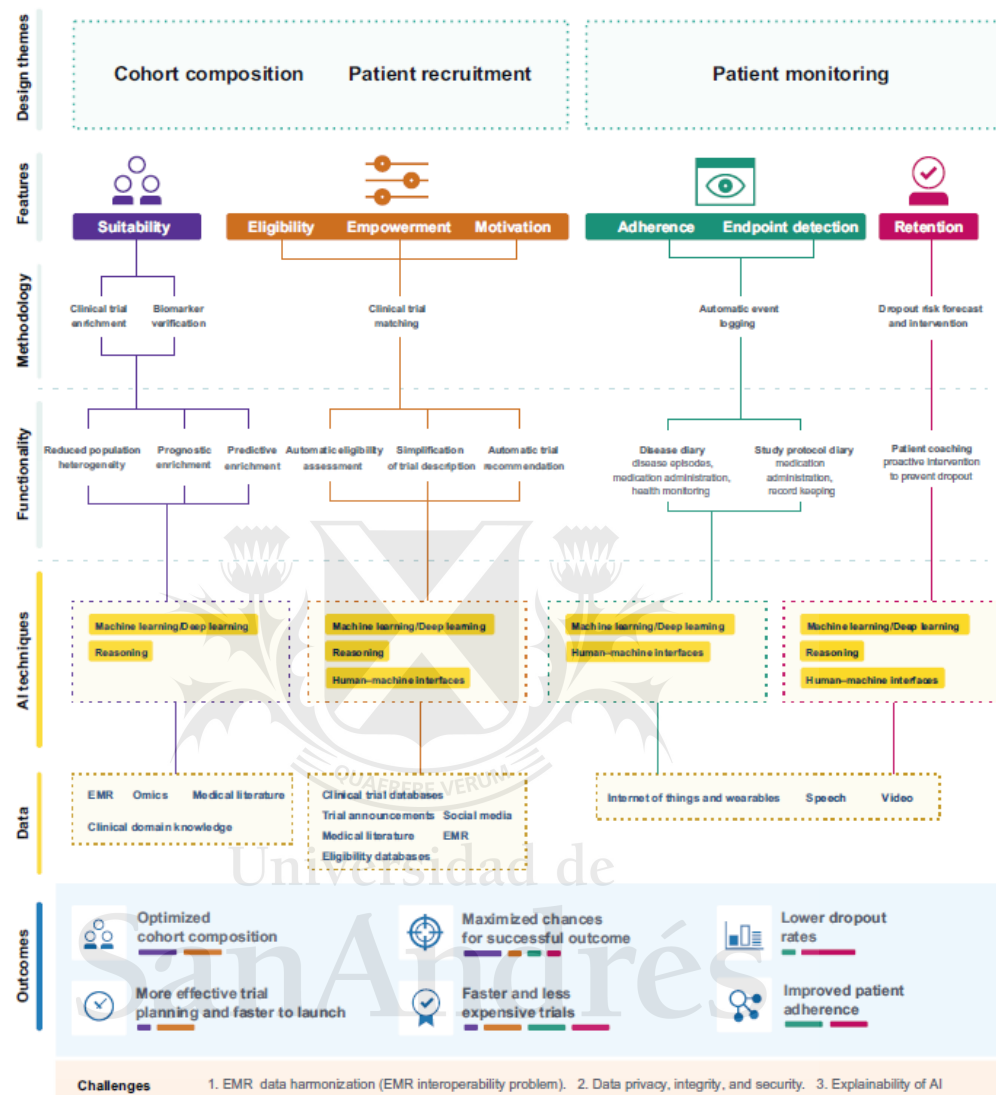 Design themes
Cohort composition Patient recruitment Patient monitoring
Features
Suitability Eligibility Empowerment Motivation Adherence Endpoint detection Retention
Methodology
Clinical trial enrichment
Biomarker verification
Clinical trial matching
Automatic event logging
Dropout risk forecast and intervention
Functionality
Reduced population heterogeneity
Prognostic enrichment
Predictive enrichment
Automatic eligibility assessment
Simplification of trial description
Automatic trial recommendation
Disease diary
disease episodes,
medication administration,
health monitoring
Study protocol diary
medication
administration,
record keeping
Patient coaching
proactive intervention
to prevent dropout
AI techniques
Machine learning/Deep learning
Reasoning
Machine learning/Deep learning
Reasoning
Human–machine interfaces
Machine learning/Deep learning
Human–machine interfaces
Machine learning/Deep learning
Reasoning
Human–machine interfaces
QUAERERE VERUM
Data
EMR Omics Medical literature
Clinical domain knowledge
Clinical trial databases
Trial announcements Social media
Medical literature EMR
Eligibility databases
Internet of things and wearables Speech Video
Universidad de
SanAndrés
Outcomes
Optimized
cohort composition
Maximized chances
for successful outcome
Lower dropout
rates
More effective trial
planning and faster to launch
Faster and less
expensive trials
Improved patient
adherence
Challenges 1. EMR data harmonization (EMR interoperability problem). 2. Data privacy, integrity, and security. 3. Explainability of AI